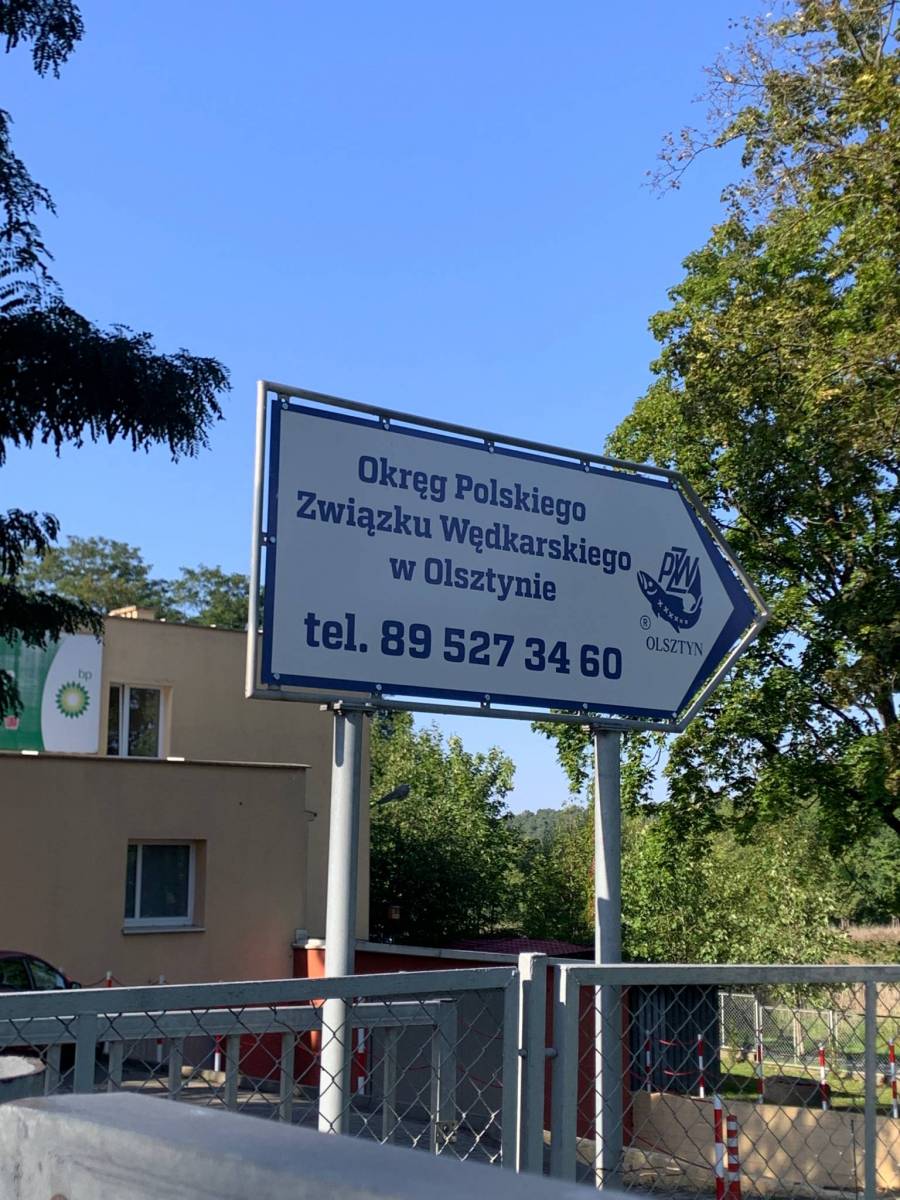 Okręg Polskiego
Związku Wędkarskiego
w Olsztynie
tel. 89 527 34 60
PZW
®
OLSZTYN
bp